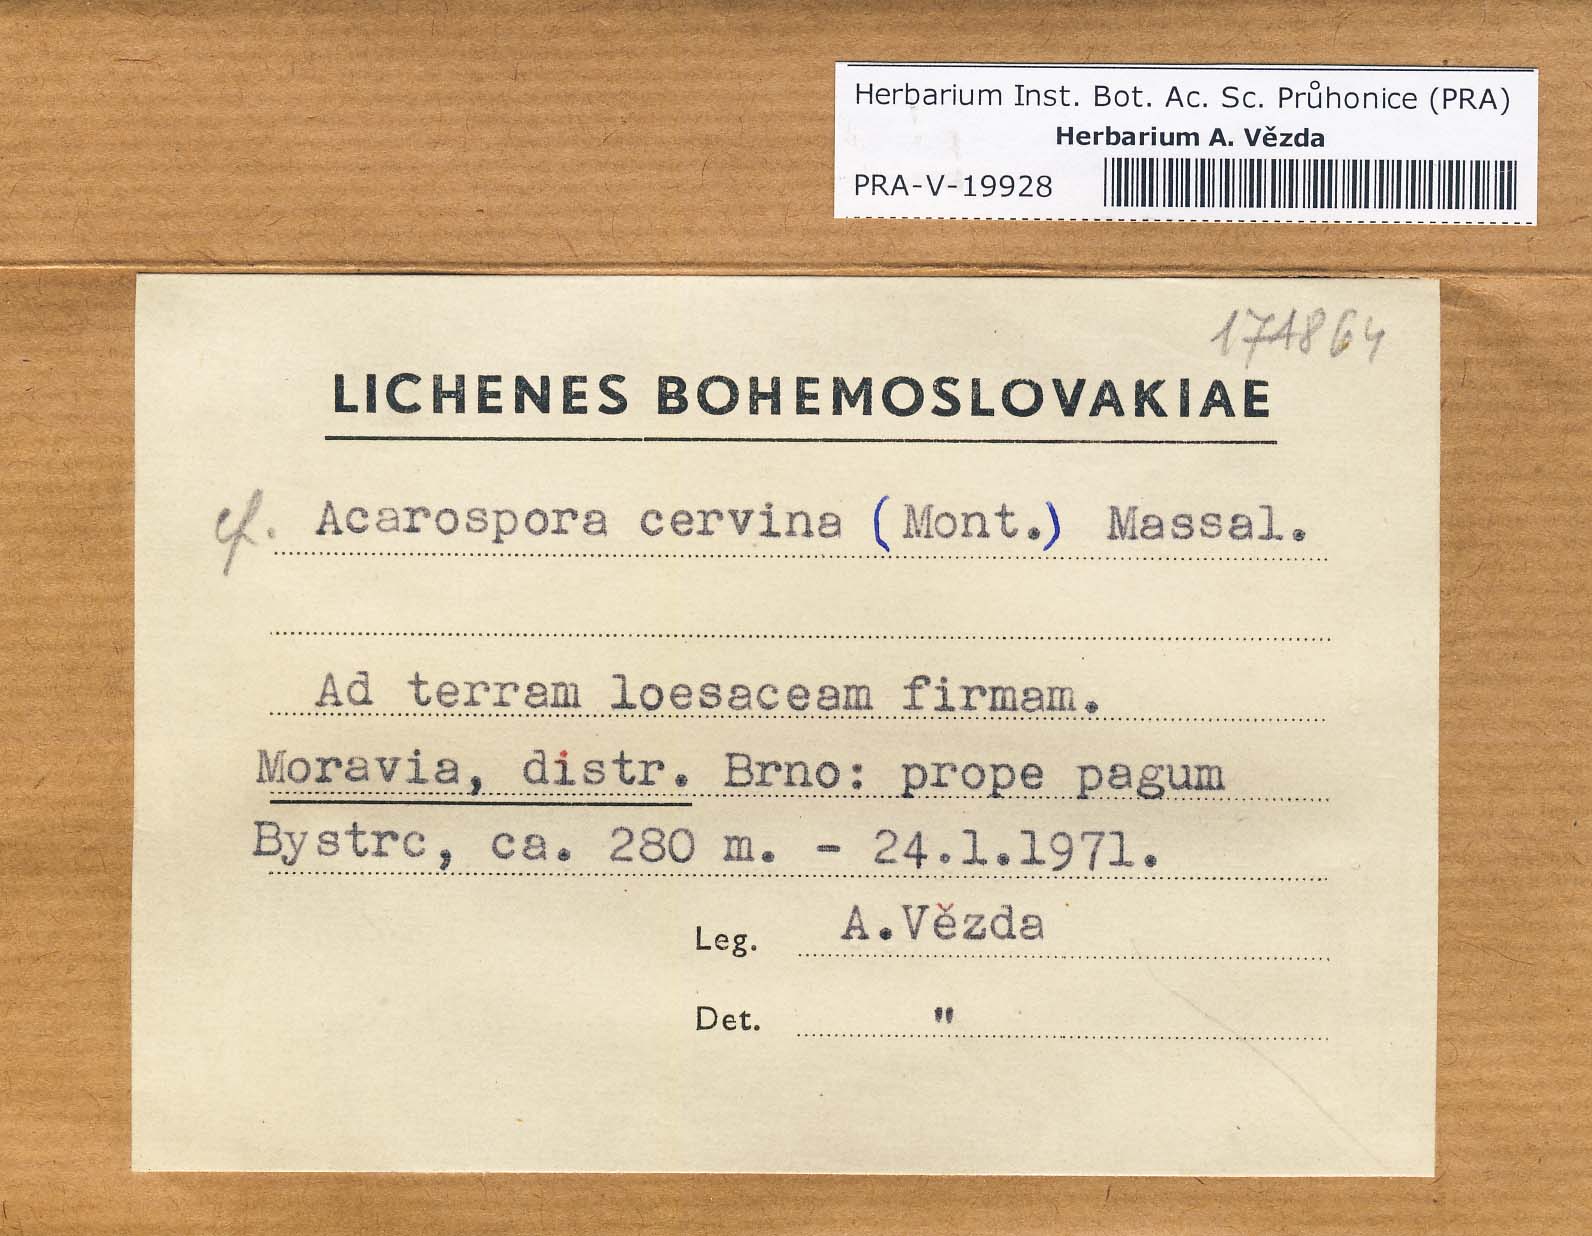 Herbarium Inst. Bot. Ac. Sc. Průhonice (PRA)
Herbarium A. Vězda
PRA-V-19928
174864
LICHENES BOHEMOSLOVAKIAE
cf. Acarospora cervina (Mont.) Massal.
Ad terram loesaceam firmam.
Moravia, distr. Brno: prope pagum
Bystrc, ca. 280 m. - 24.1.1971.
Leg. A.Vězda
Det. "